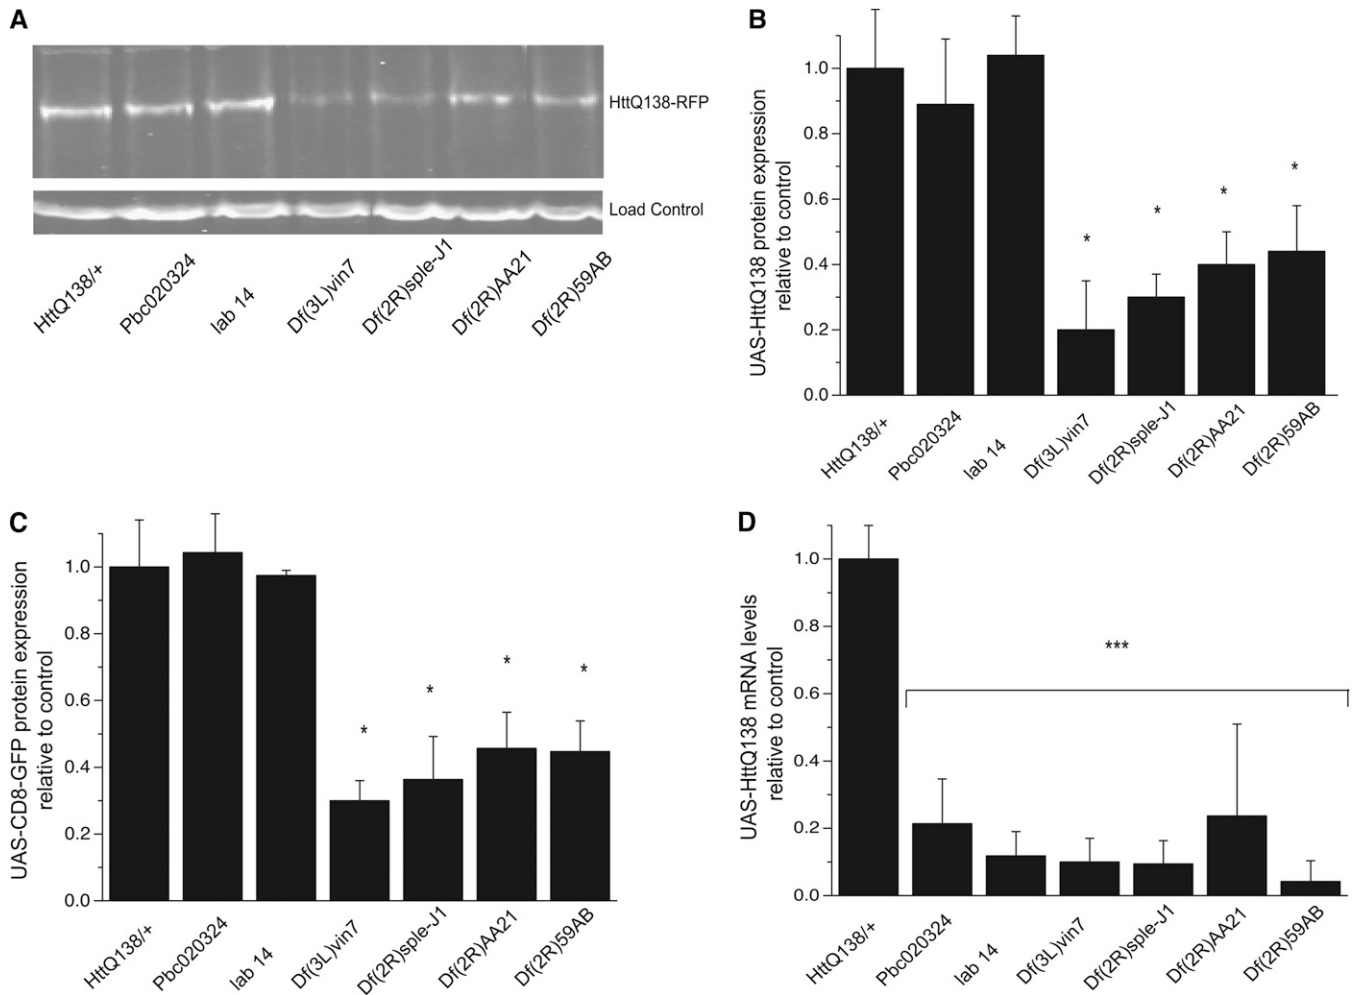 A
HttQ138-RFP
Load Control
HttQ138/+
Pbc020324
lab 14
Df(3L)vin7
Df(2R)sple-J1
Df(2R)AA21
Df(2R)59AB
B
UAS-HttQ138 protein expression
relative to control
1.0
0.8
0.6
0.4
0.2
0.0
*
*
*
*
HttQ138/+
Pbc020324
lab 14
Df(3L)vin7
Df(2R)sple-J1
Df(2R)AA21
Df(2R)59AB
C
UAS-CD8-GFP protein expression
relative to control
1.0
0.8
0.6
0.4
0.2
0.0
*
*
*
*
HttQ138/+
Pbc020324
lab 14
Df(3L)vin7
Df(2R)sple-J1
Df(2R)AA21
Df(2R)59AB
D
UAS-HttQ138 mRNA levels
relative to control
1.0
0.8
0.6
0.4
0.2
0.0
***
HttQ138/+
Pbc020324
lab 14
Df(3L)vin7
Df(2R)sple-J1
Df(2R)AA21
Df(2R)59AB